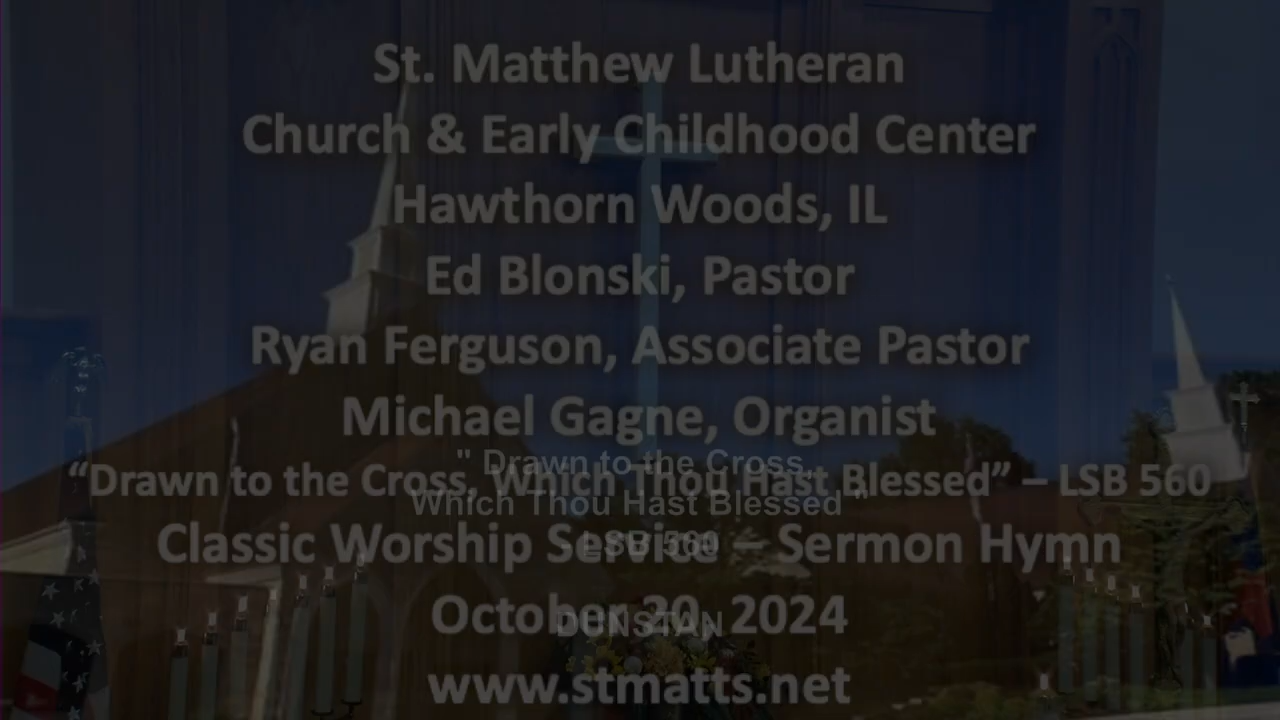 St. Matthew Lutheran
Church & Early Childhood Center
Hawthorn Woods, IL
Ed Blonski, Pastor
Ryan Ferguson, Associate Pastor
Michael Gagne, Organist
“Drawn to the Cross, Which Thou Hast Blessed” – LSB 560
Classic Worship Service – Sermon Hymn
October 20, 2024
www.stmatts.net
" Drawn to the Cross,
Which Thou Hast Blessed "
LSB 560
DUNSTAN